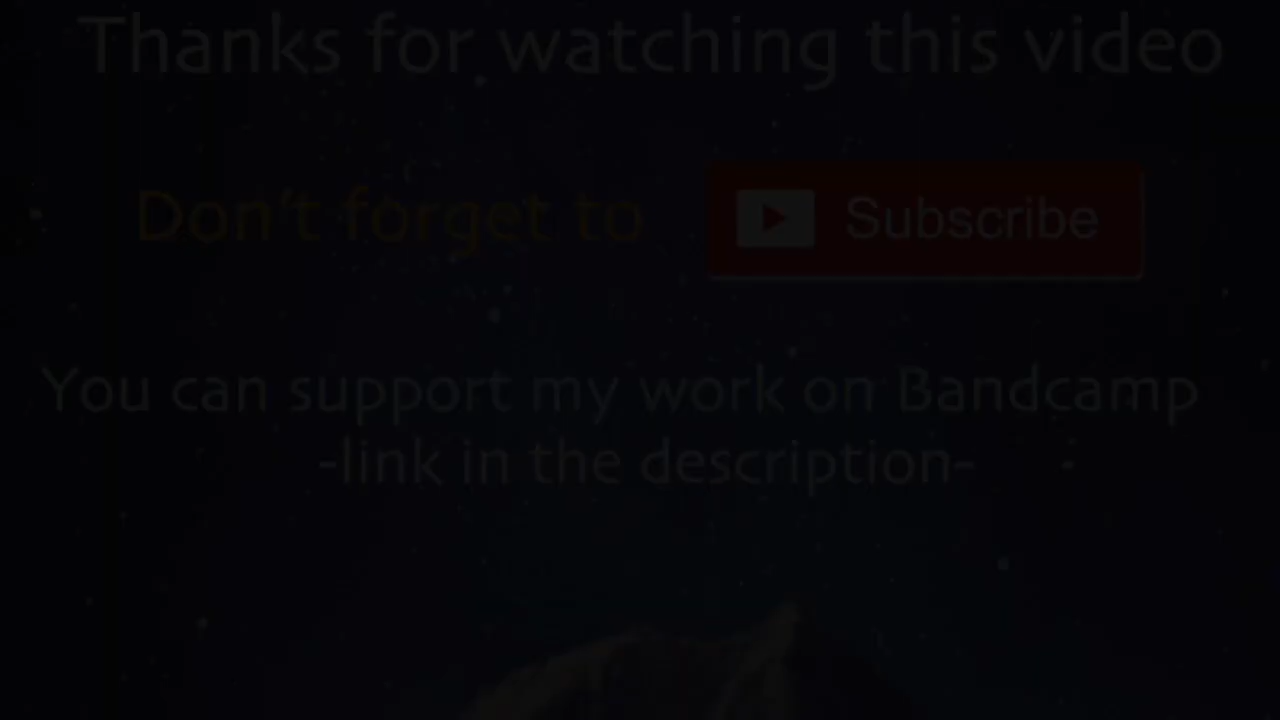 Thanks for watching this video
Don't forget to Subscribe
You can support my work on Bandcamp
-link in the description- -